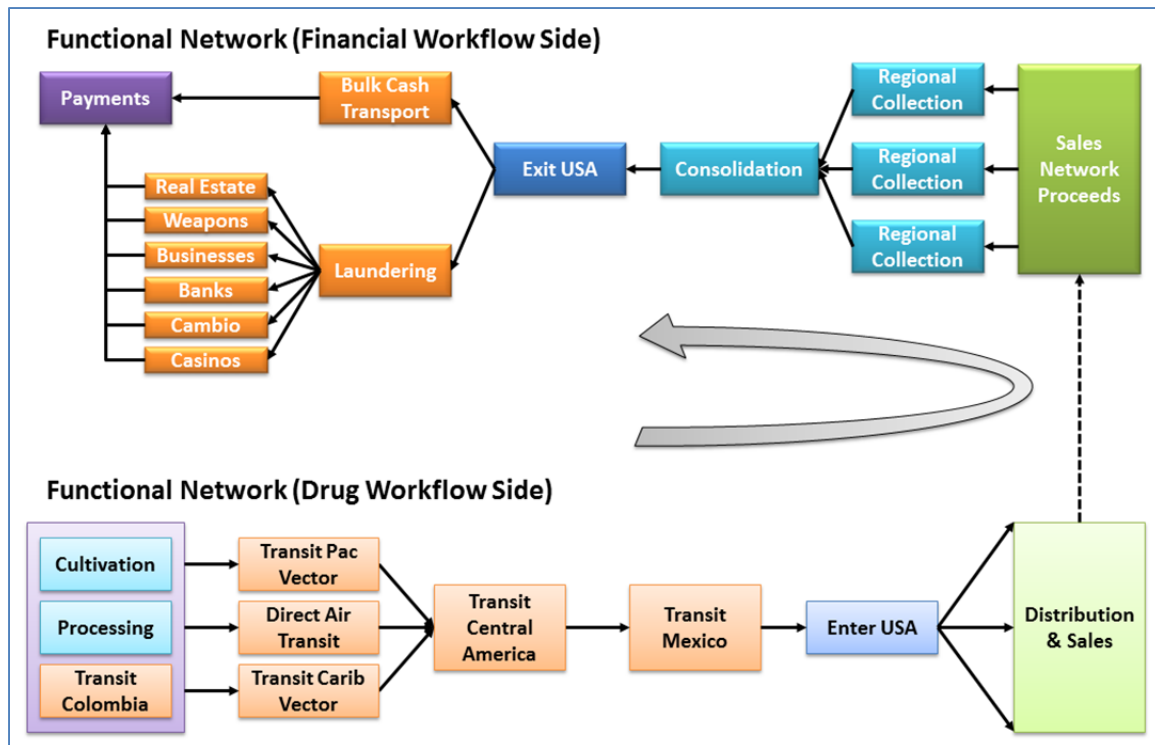 Functional Network (Financial Workflow Side)
Payments
Bulk Cash
Transport
Regional
Collection
Sales
Network
Proceeds
Exit USA
Consolidation
Regional
Collection
Real Estate
Weapons
Businesses
Banks
Cambio
Casinos
Laundering
Regional
Collection
Functional Network (Drug Workflow Side)
Cultivation
Processing
Transit
Colombia
Transit Pac
Vector
Direct Air
Transit
Transit Carib
Vector
Transit
Central
America
Transit
Mexico
Enter USA
Distribution
& Sales